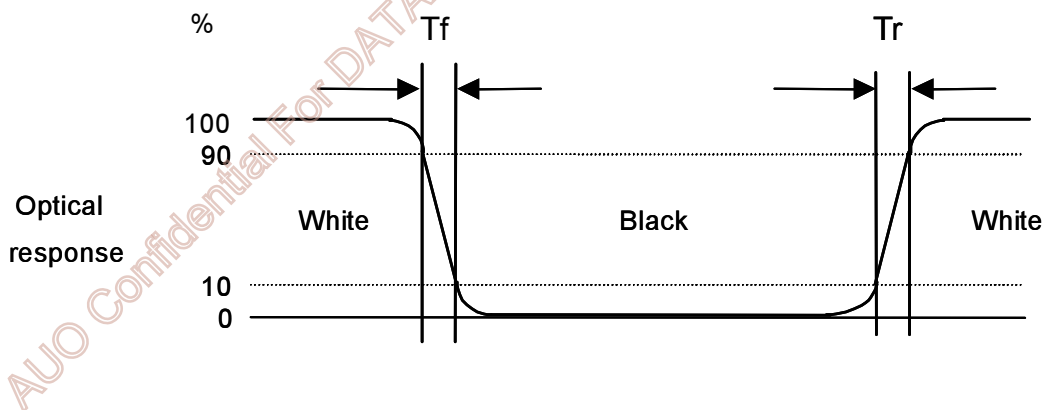 %
Tf
Tr
100
90
Optical
response
White
Black
White
10
0
AUO Confidential For DATA